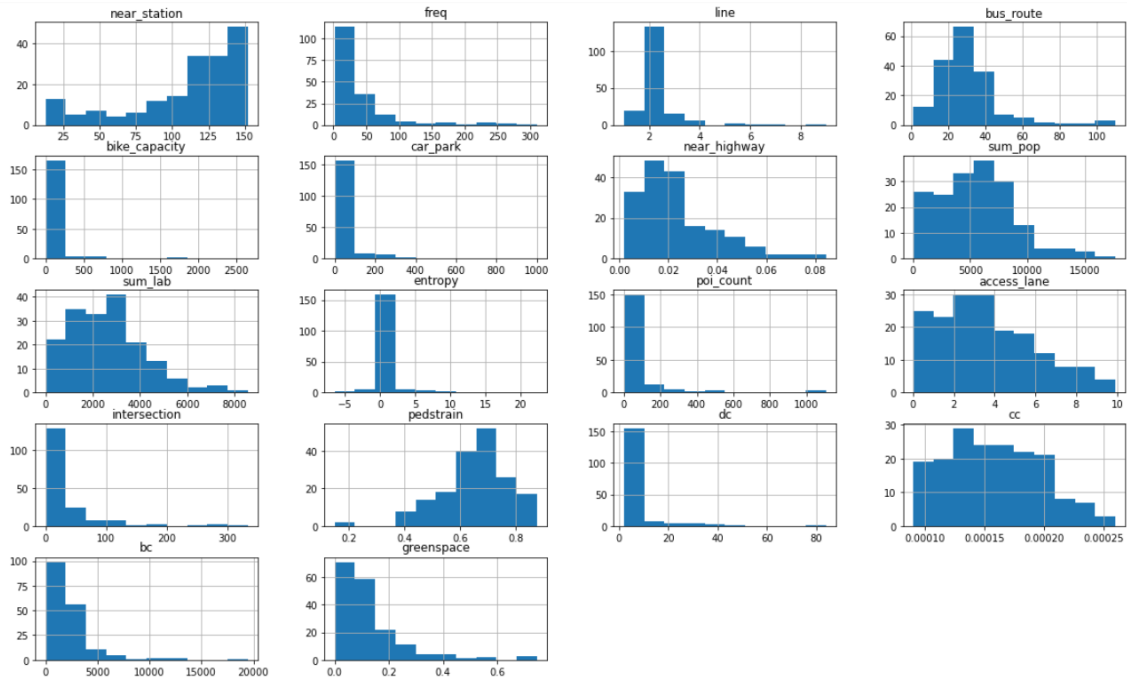 near_station
40
20
0
25 50 75 100 125 150
freq
100
75
50
25
0
0 50 100 150 200 250 300
line
100
50
0
2 4 6 8
bus_route
60
40
20
0
0 20 40 60 80 100
bike_capacity
150
100
50
0
0 500 1000 1500 2000 2500
car_park
150
100
50
0
0 200 400 600 800 1000
near_highway
40
20
0
0.00 0.02 0.04 0.06 0.08
sum_pop
30
20
10
0
0 5000 10000 15000
sum_lab
40
30
20
10
0
0 2000 4000 6000 8000
entropy
150
100
50
0
−5 0 5 10 15 20
poi_count
150
100
50
0
0 200 400 600 800 1000
access_lane
30
20
10
0
0 2 4 6 8 10
intersection
100
50
0
0 100 200 300
pedstrain
40
20
0
0.2 0.4 0.6 0.8
dc
150
100
50
0
0 20 40 60 80
cc
30
20
10
0
0.00010 0.00015 0.00020 0.00025
bc
100
75
50
25
0
0 5000 10000 15000 20000
greenspace
60
40
20
0
0.0 0.2 0.4 0.6